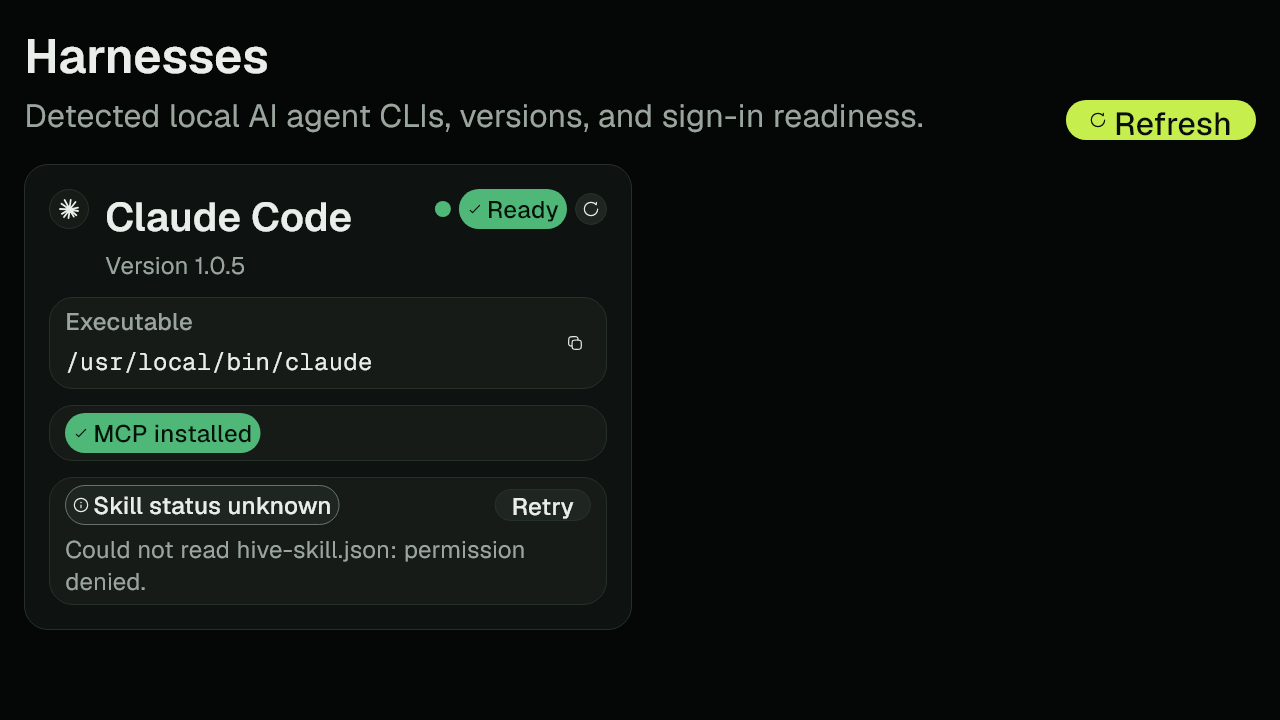 Harnesses
Detected local AI agent CLIs, versions, and sign-in readiness.
Refresh
Claude Code
Ready
Version 1.0.5
Executable
/usr/local/bin/claude
MCP installed
Skill status unknown
Retry
Could not read hive-skill.json: permission
denied.